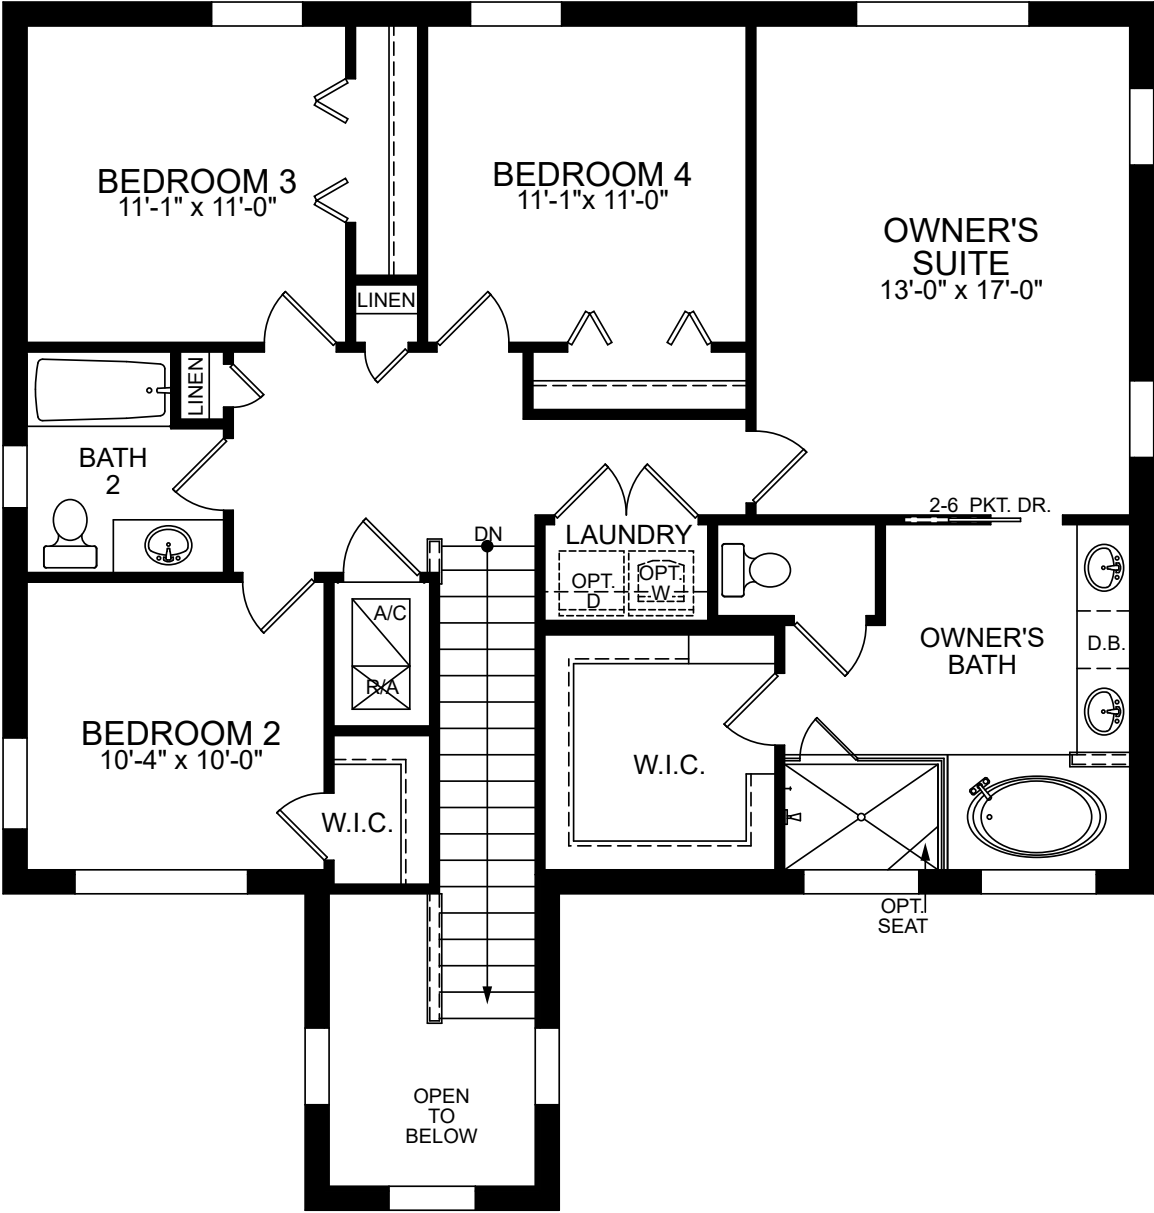 BEDROOM 3
11'-1" x 11'-0"
BEDROOM 4
11'-1"x 11'-0"
OWNER'S
SUITE
13'-0" x 17'-0"
LINEN
LINEN
BATH
2
2-6 PKT. DR.
DN
LAUNDRY
OPT.
D
OPT.
W.
A/C
R/A
OWNER'S
BATH
D.B.
BEDROOM 2
10'-4" x 10'-0"
W.I.C.
W.I.C.
OPT.
SEAT
OPEN
TO
BELOW